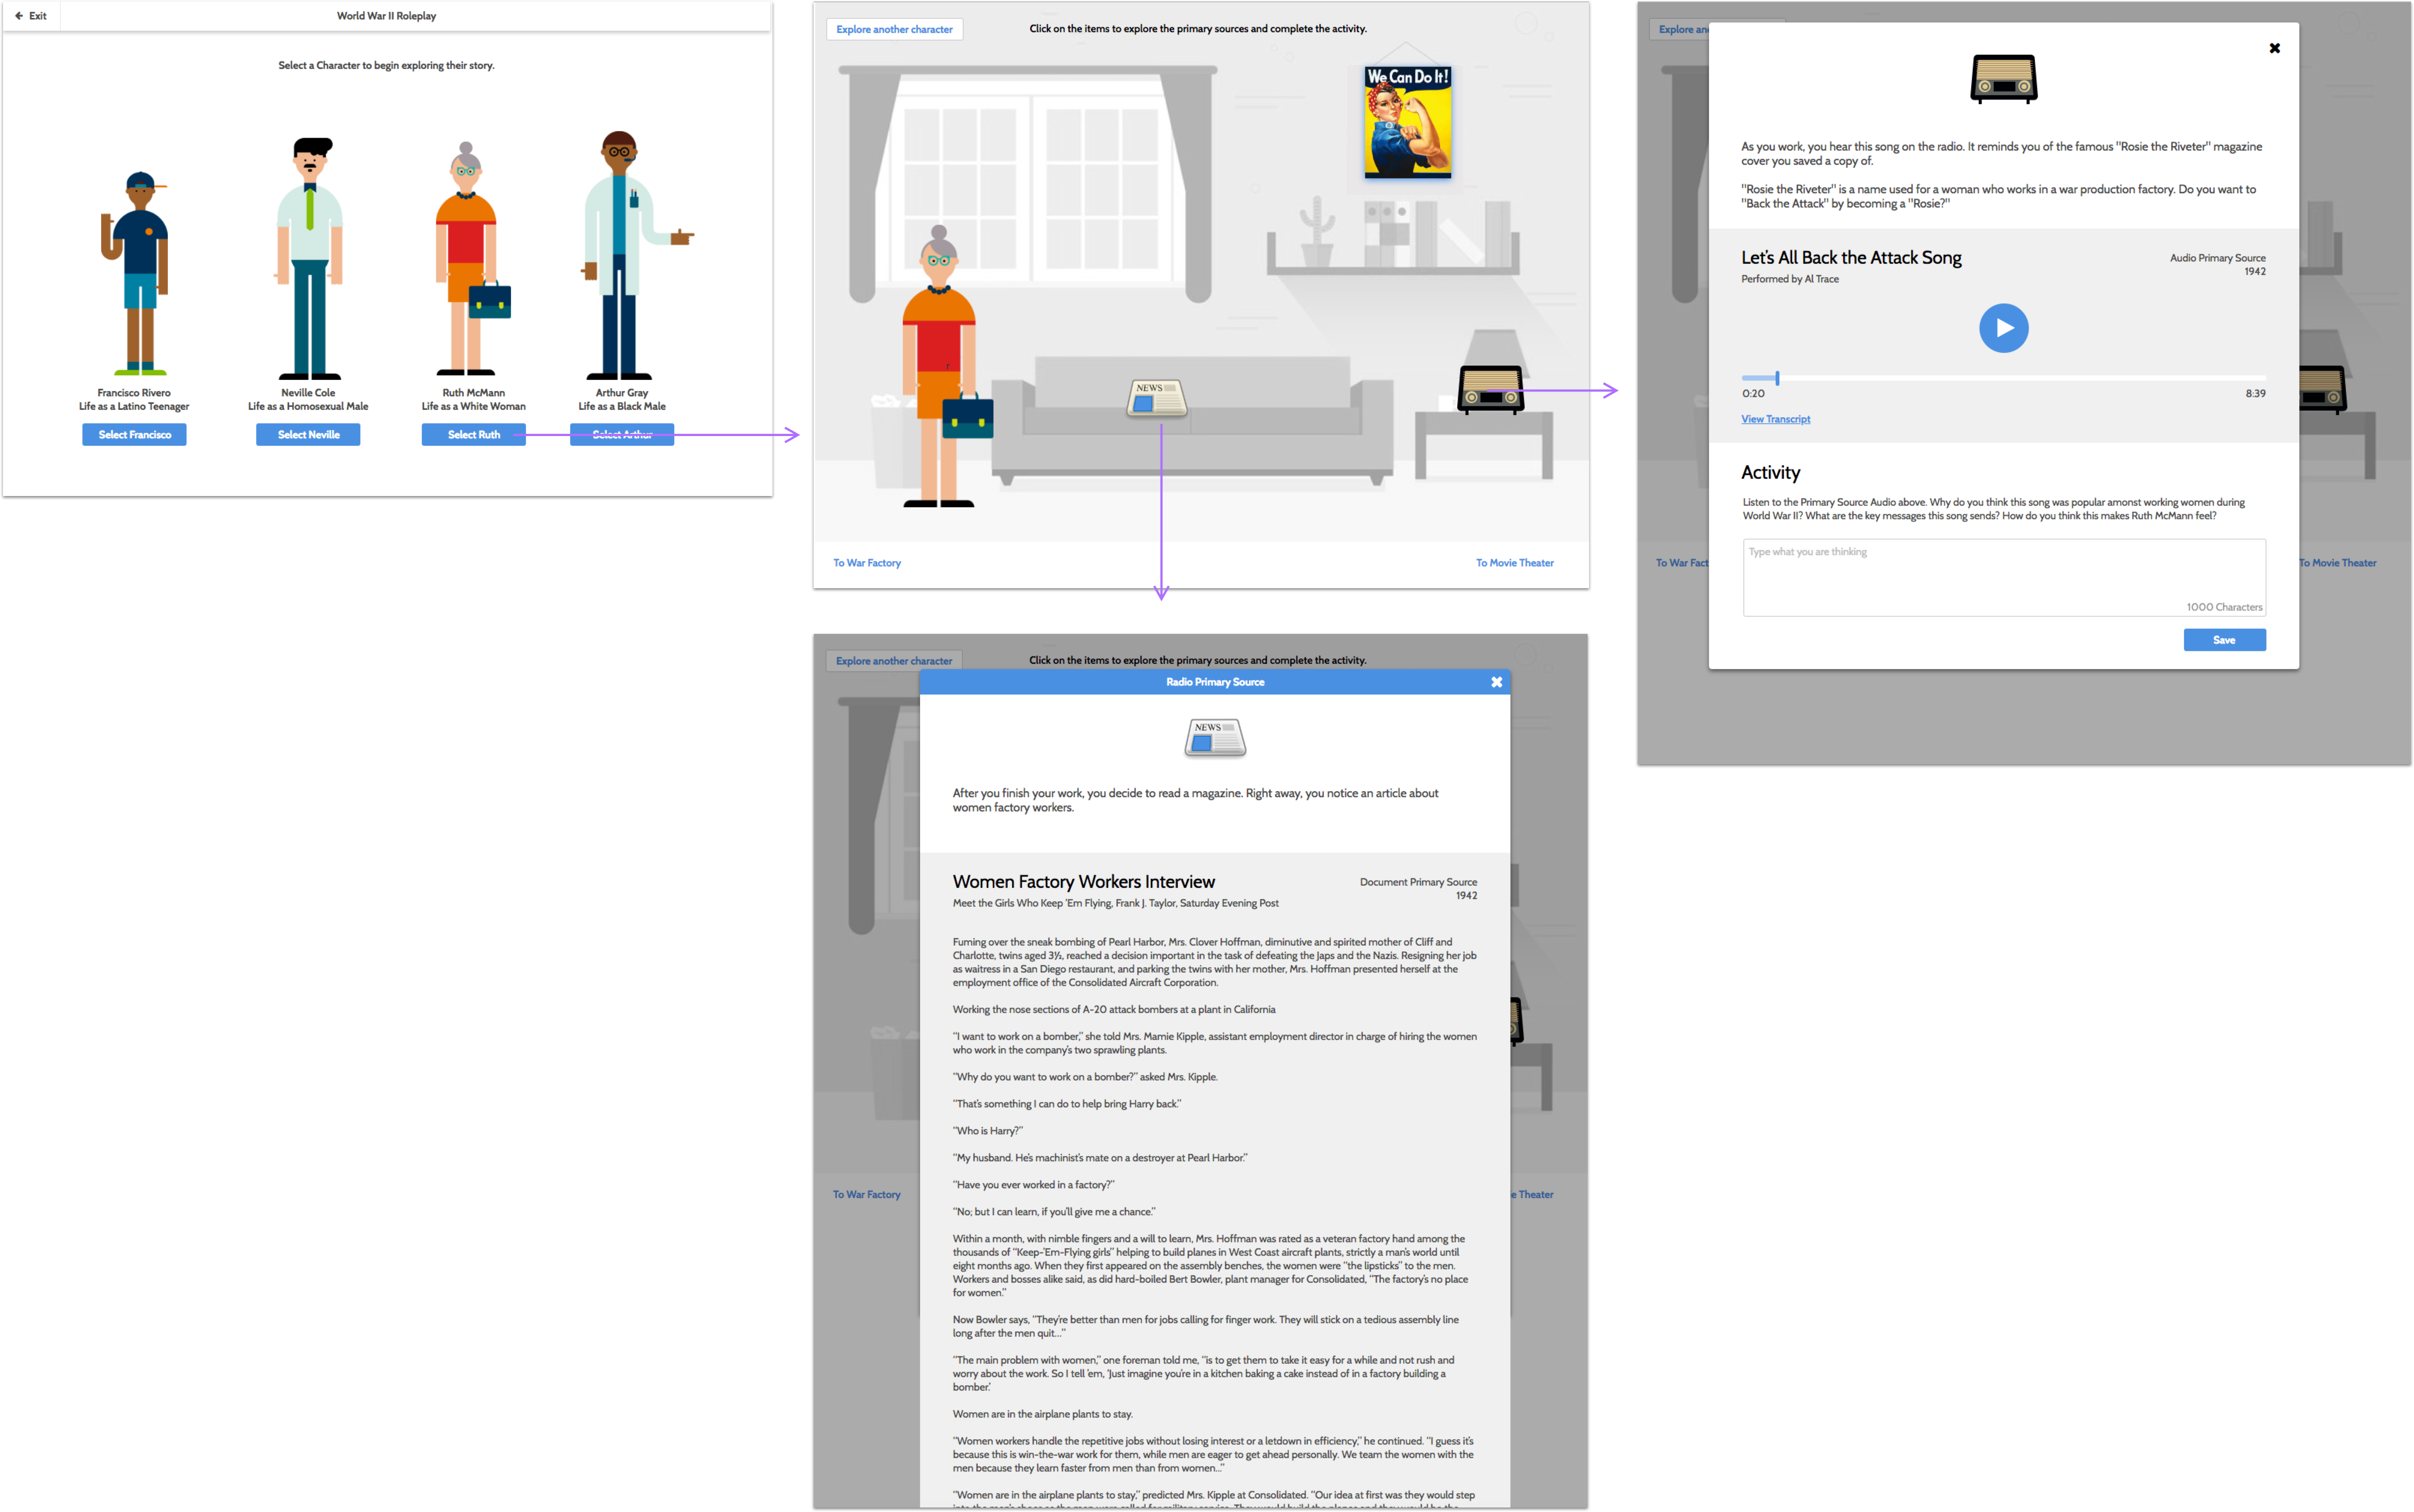 Exit
World War II Roleplay
Select a Character to begin exploring their story.
Francisco Rivero
Life as a Latino Teenager
Select Francisco
Neville Cole
Life as a Homosexual Male
Select Neville
Ruth McMann
Life as a White Woman
Select Ruth
Arthur Gray
Life as a Black Male
Select Arthur
Explore another character
Click on the items to explore the primary sources and complete the activity.
We Can Do It!
NEWS
To War Factory
To Movie Theater
Explore an
As you work, you hear this song on the radio. It reminds you of the famous "Rosie the Riveter" magazine
cover you saved a copy of.
"Rosie the Riveter" is a name used for a woman who works in a war production factory. Do you want to
"Back the Attack" by becoming a "Rosie?"
Let's All Back the Attack Song
Performed by Al Trace
Audio Primary Source
1942
0:20
8:39
View Transcript
Activity
Listen to the Primary Source Audio above. Why do you think this song was popular amonst working women during
World War II? What are the key messages this song sends? How do you think this makes Ruth McMann feel?
Type what you are thinking
1000 Characters
Save
To War Fact
To Movie Theater
Explore another character
Click on the items to explore the primary sources and complete the activity.
Radio Primary Source
NEWS
After you finish your work, you decide to read a magazine. Right away, you notice an article about
women factory workers.
Women Factory Workers Interview
Meet the Girls Who Keep 'Em Flying, Frank J. Taylor, Saturday Evening Post
Document Primary Source
1942
Fuming over the sneak bombing of Pearl Harbor, Mrs. Clover Hoffman, diminutive and spirited mother of Cliff and
Charlotte, twins aged 3½, reached a decision important in the task of defeating the Japs and the Nazis. Resigning her job
as waitress in a San Diego restaurant, and parking the twins with her mother, Mrs. Hoffman presented herself at the
employment office of the Consolidated Aircraft Corporation.
Working the nose sections of A-20 attack bombers at a plant in California
"I want to work on a bomber," she told Mrs. Mamie Kipple, assistant employment director in charge of hiring the women
who work in the company's two sprawling plants.
"Why do you want to work on a bomber?" asked Mrs. Kipple.
"That's something I can do to help bring Harry back."
"Who is Harry?"
"My husband. He's machinist's mate on a destroyer at Pearl Harbor."
"Have you ever worked in a factory?"
"No; but I can learn, if you'll give me a chance."
Within a month, with nimble fingers and a will to learn, Mrs. Hoffman was rated as a veteran factory hand among the
thousands of "Keep-'Em-Flying girls" helping to build planes in West Coast aircraft plants, strictly a man's world until
eight months ago. When they first appeared on the assembly benches, the women were "the lipsticks" to the men.
Workers and bosses alike said, as did hard-boiled Bert Bowler, plant manager for Consolidated, "The factory's no place
for women."
Now Bowler says, "They're better than men for jobs calling for finger work. They will stick on a tedious assembly line
long after the men quit..."
"The main problem with women," one foreman told me, "is to get them to take it easy for a while and not rush and
worry about the work. So I tell 'em, 'Just imagine you're in a kitchen baking a cake instead of in a factory building a
bomber.'
Women are in the airplane plants to stay.
"Women workers handle the repetitive jobs without losing interest or a letdown in efficiency," he continued. "I guess it's
because this is win-the-war work for them, while men are eager to get ahead personally. We team the women with the
men because they learn faster from men than from women..."
"Women are in the airplane plants to stay," predicted Mrs. Kipple at Consolidated. "Our idea at first was they would step
To War Factory
e Theater